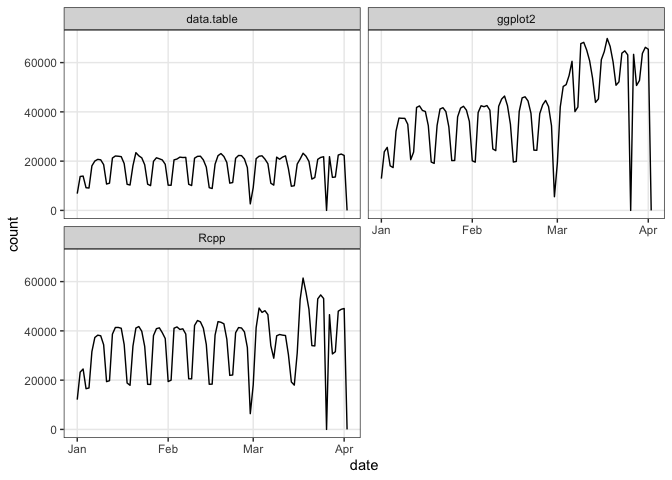 data.table
ggplot2
60000
40000
20000
0
Jan
Feb
Mar
Apr
Rcpp
60000
40000
20000
0
Jan
Feb
Mar
Apr
count
date